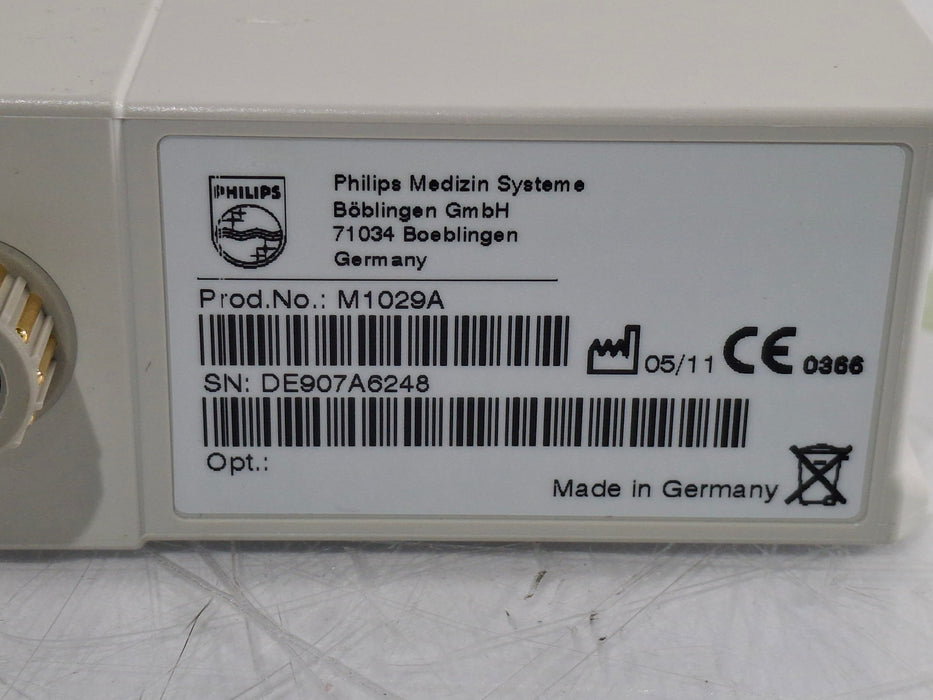 PHILIPS
Philips Medizin Systeme
Böblingen GmbH
71034 Boeblingen
Germany
Prod.No.: M1029A
05/11 CE 0366
SN: DE907A6248
Opt.:
Made in Germany